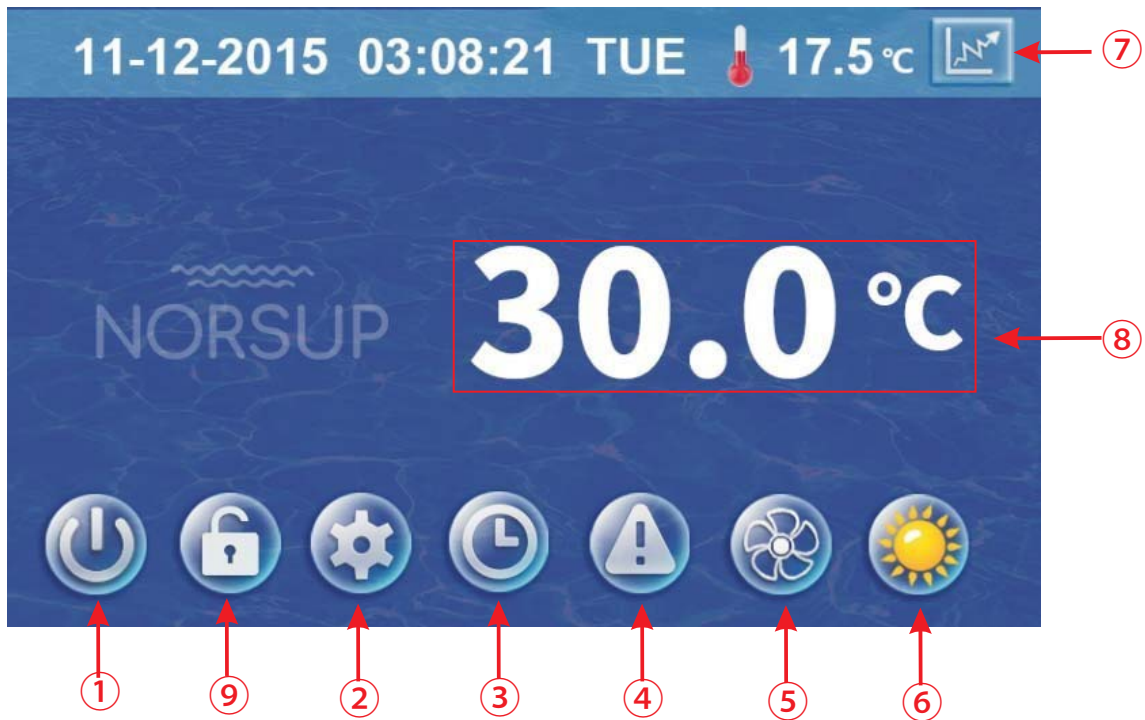 11-12-2015 03:08:21 TUE 17.5 ℃ ⑦
30.0 ℃ ⑧
NORSUP
① ⑨ ② ③ ④ ⑤ ⑥